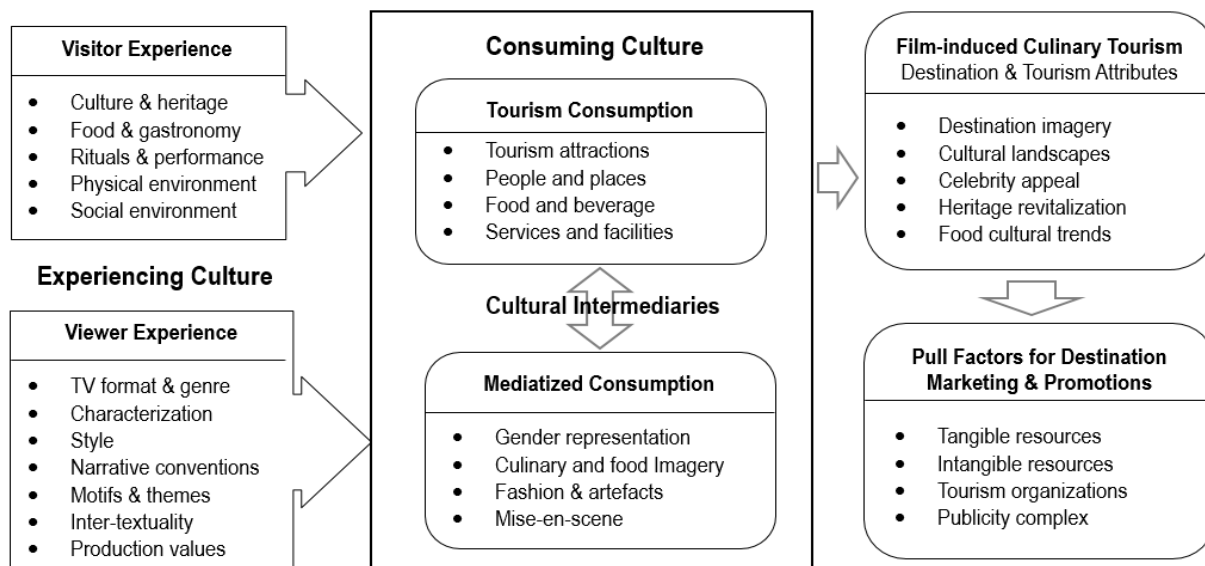 Visitor Experience
• Culture & heritage
• Food & gastronomy
• Rituals & performance
• Physical environment
• Social environment
Experiencing Culture
Viewer Experience
• TV format & genre
• Characterization
• Style
• Narrative conventions
• Motifs & themes
• Inter-textuality
• Production values
Consuming Culture
Tourism Consumption
• Tourism attractions
• People and places
• Food and beverage
• Services and facilities
Cultural Intermediaries
Mediatized Consumption
• Gender representation
• Culinary and food Imagery
• Fashion & artefacts
• Mise-en-scene
Film-induced Culinary Tourism
Destination & Tourism Attributes
• Destination imagery
• Cultural landscapes
• Celebrity appeal
• Heritage revitalization
• Food cultural trends
Pull Factors for Destination
Marketing & Promotions
• Tangible resources
• Intangible resources
• Tourism organizations
• Publicity complex